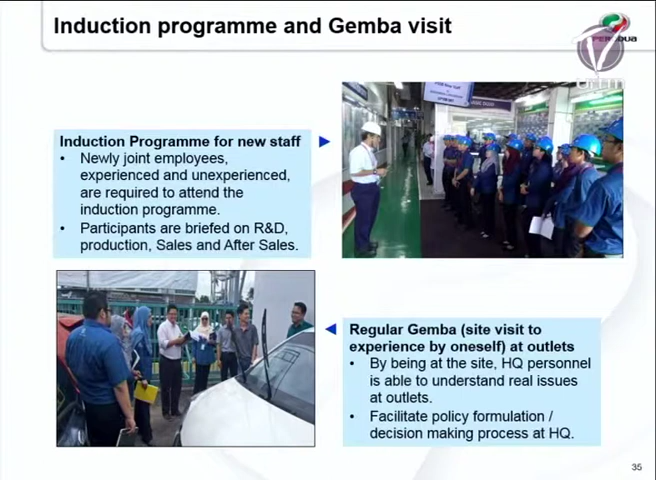 Induction programme and Gemba visit
Induction Programme for new staff
• Newly joint employees,
experienced and unexperienced,
are required to attend the
induction programme.
• Participants are briefed on R&D,
production, Sales and After Sales.
Regular Gemba (site visit to
experience by oneself) at outlets
• By being at the site, HQ personnel
is able to understand real issues
at outlets.
• Facilitate policy formulation /
decision making process at HQ.
35